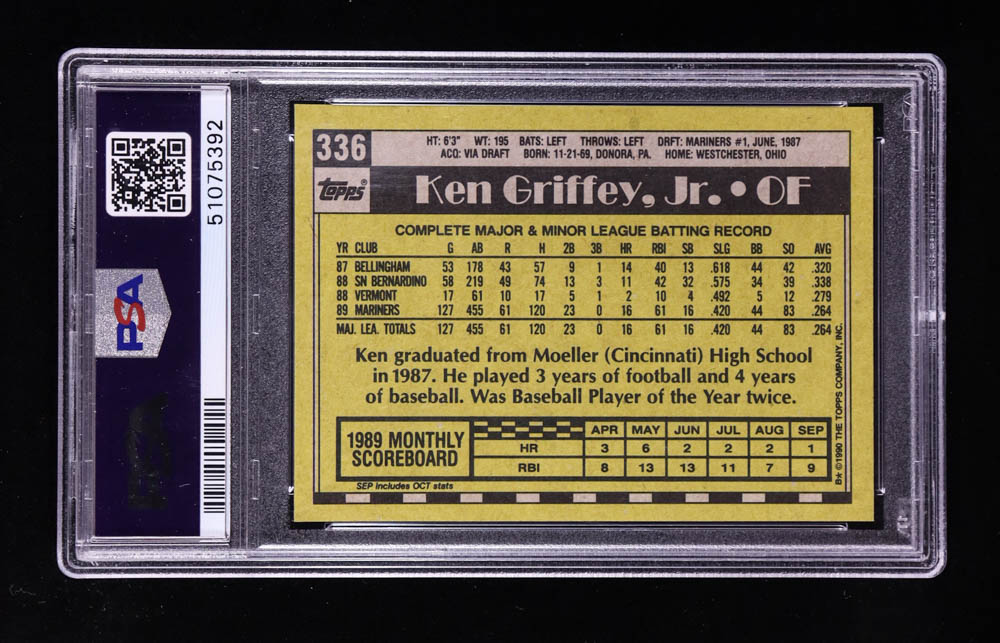 51075392
PSA
336
HT: 6'3" WT: 195 BATS: LEFT THROWS: LEFT DRFT: MARINERS #1, JUNE, 1987
ACQ: VIA DRAFT BORN: 11-21-69, DONORA, PA. HOME: WESTCHESTER, OHIO
Topps® Ken Griffey, Jr. • OF
COMPLETE MAJOR & MINOR LEAGUE BATTING RECORD
YR CLUB G AB R H 2B 3B HR RBI SB SLG BB SO AVG
87 BELLINGHAM 53 178 43 57 9 1 14 40 13 .618 44 42 .320
88 SN BERNARDINO 58 219 49 74 13 3 11 42 32 .575 34 39 .338
88 VERMONT 17 61 10 17 5 1 2 10 4 .492 5 12 .279
89 MARINERS 127 455 61 120 23 0 16 61 16 .420 44 83 .264
MAJ. LEA. TOTALS 127 455 61 120 23 0 16 61 16 .420 44 83 .264
Ken graduated from Moeller (Cincinnati) High School
in 1987. He played 3 years of football and 4 years
of baseball. Was Baseball Player of the Year twice.
1989 MONTHLY
SCOREBOARD
APR MAY JUN JUL AUG SEP
HR 3 6 2 2 2 1
RBI 8 13 13 11 7 9
SEP includes OCT stats
B* ©1990 THE TOPPS COMPANY, INC.